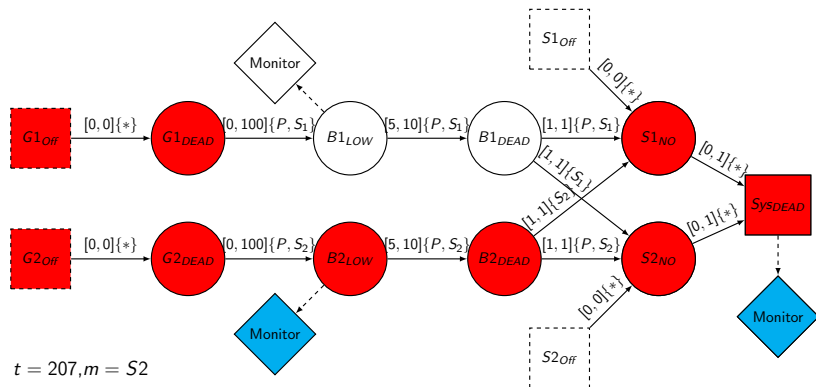 S1Off
Monitor
[0, 0]{*}
G1Off
[0, 0]{*}
G1DEAD
[0, 100]{P, S1}
B1LOW
[5, 10]{P, S1}
B1DEAD
[1, 1]{P, S1}
S1NO
[0, 1]{*}
[1, 1]{S1}
[1, 1]{S2}
SysDEAD
G2Off
[0, 0]{*}
G2DEAD
[0, 100]{P, S2}
B2LOW
[5, 10]{P, S2}
B2DEAD
[1, 1]{P, S2}
S2NO
[0, 1]{*}
[0, 0]{*}
Monitor
Monitor
S2Off
t = 207,m = S2